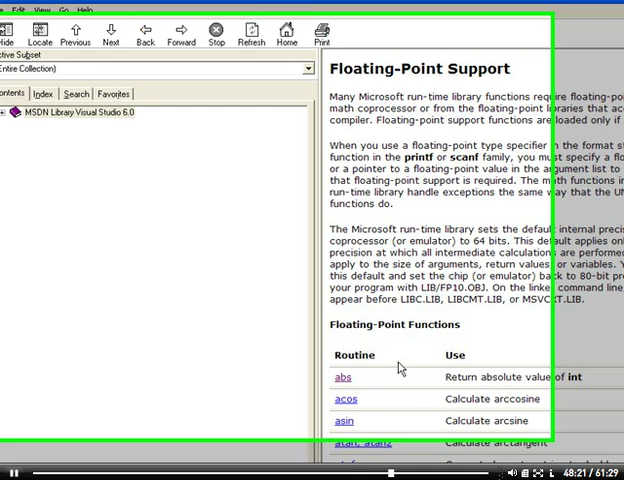 Edit View Go Help
Hide Locate Previous Next Back Forward Stop Refresh Home Print
ctive Subset
Entire Collection)
ontents Index Search Favorites
MSDN Library Visual Studio 6.0
Floating-Point Support
Many Microsoft run-time library functions require floating-po
math coprocessor or from the floating-point libraries that ac
compiler. Floating-point support functions are loaded only if
When you use a floating-point type specifier in the format st
function in the printf or scanf family, you must specify a flo
or a pointer to a floating-point value in the argument list to
that floating-point support is required. The math functions in
run-time library handle exceptions the same way that the UN
functions do.
The Microsoft run-time library sets the default internal precis
coprocessor (or emulator) to 64 bits. This default applies onl
precision at which all intermediate calculations are performed
apply to the size of arguments, return values, or variables. Y
this default and set the chip (or emulator) back to 80-bit pre
your program with LIB/FP10.OBJ. On the linker command line,
appear before LIBC.LIB, LIBCMT.LIB, or MSVCRT.LIB.
Floating-Point Functions
Routine Use
abs Return absolute value of int
acos Calculate arccosine
asin Calculate arcsine
atan, atan2 Calculate arctangent
48:21 / 61:29